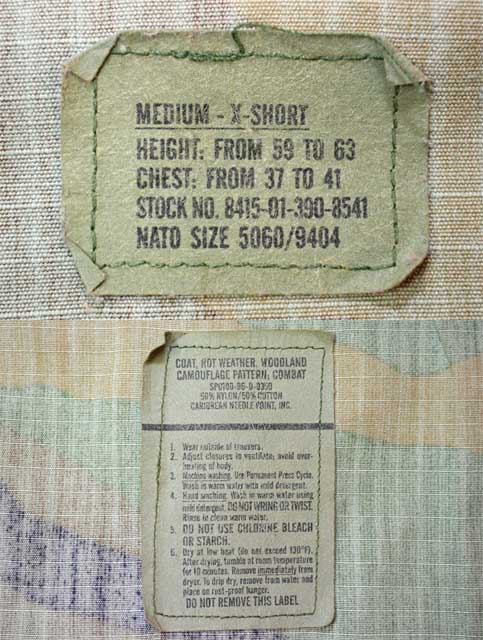 MEDIUM - X-SHORT
HEIGHT: FROM 59 TO 63
CHEST: FROM 37 TO 41
STOCK NO. 8415-01-390-8541
NATO SIZE 5060/9404
COAT, HOT WEATHER, WOODLAND
CAMOUFLAGE PATTERN, COMBAT
SPO100-96-D-0350
50% NYLON/50% COTTON
CARIBBEAN NEEDLE POINT, INC.
1. Wear outside of trousers.
2. Adjust closures to ventilate; avoid over-
heating of body.
3. Machine washing. Use Permanent Press Cycle.
Wash in warm water with mild detergent.
4. Hand washing. Wash in warm water using
mild detergent. DO NOT WRING OR TWIST.
Rinse in clean warm water.
5. DO NOT USE CHLORINE BLEACH
OR STARCH.
6. Dry at low heat (do not exceed 130°F).
After drying, tumble at room temperature
for 10 minutes. Remove immediately from
dryer. To drip dry, remove from water and
place on rust-proof hanger.
DO NOT REMOVE THIS LABEL